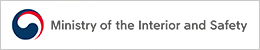 Ministry of the Interior and Safety